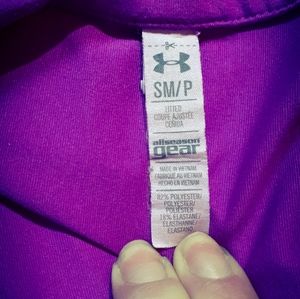 SM/P
FITTED
COUPE AJUSTÉE
CEÑIDA
allseason
gear
MADE IN VIETNAM
FABRIQUÉ AU VIETNAM
HECHO EN VIETNAM
82% POLYESTER/
POLYESTER/
POLIÉSTER
18% ELASTANE/
ÉLASTHANNE/
ELASTANO